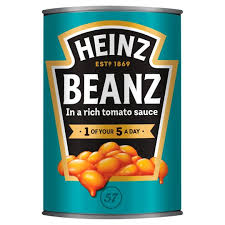 HEINZ
ESTD 1869
BEANZ
In a rich tomato sauce
1 OF YOUR 5 A DAY
57